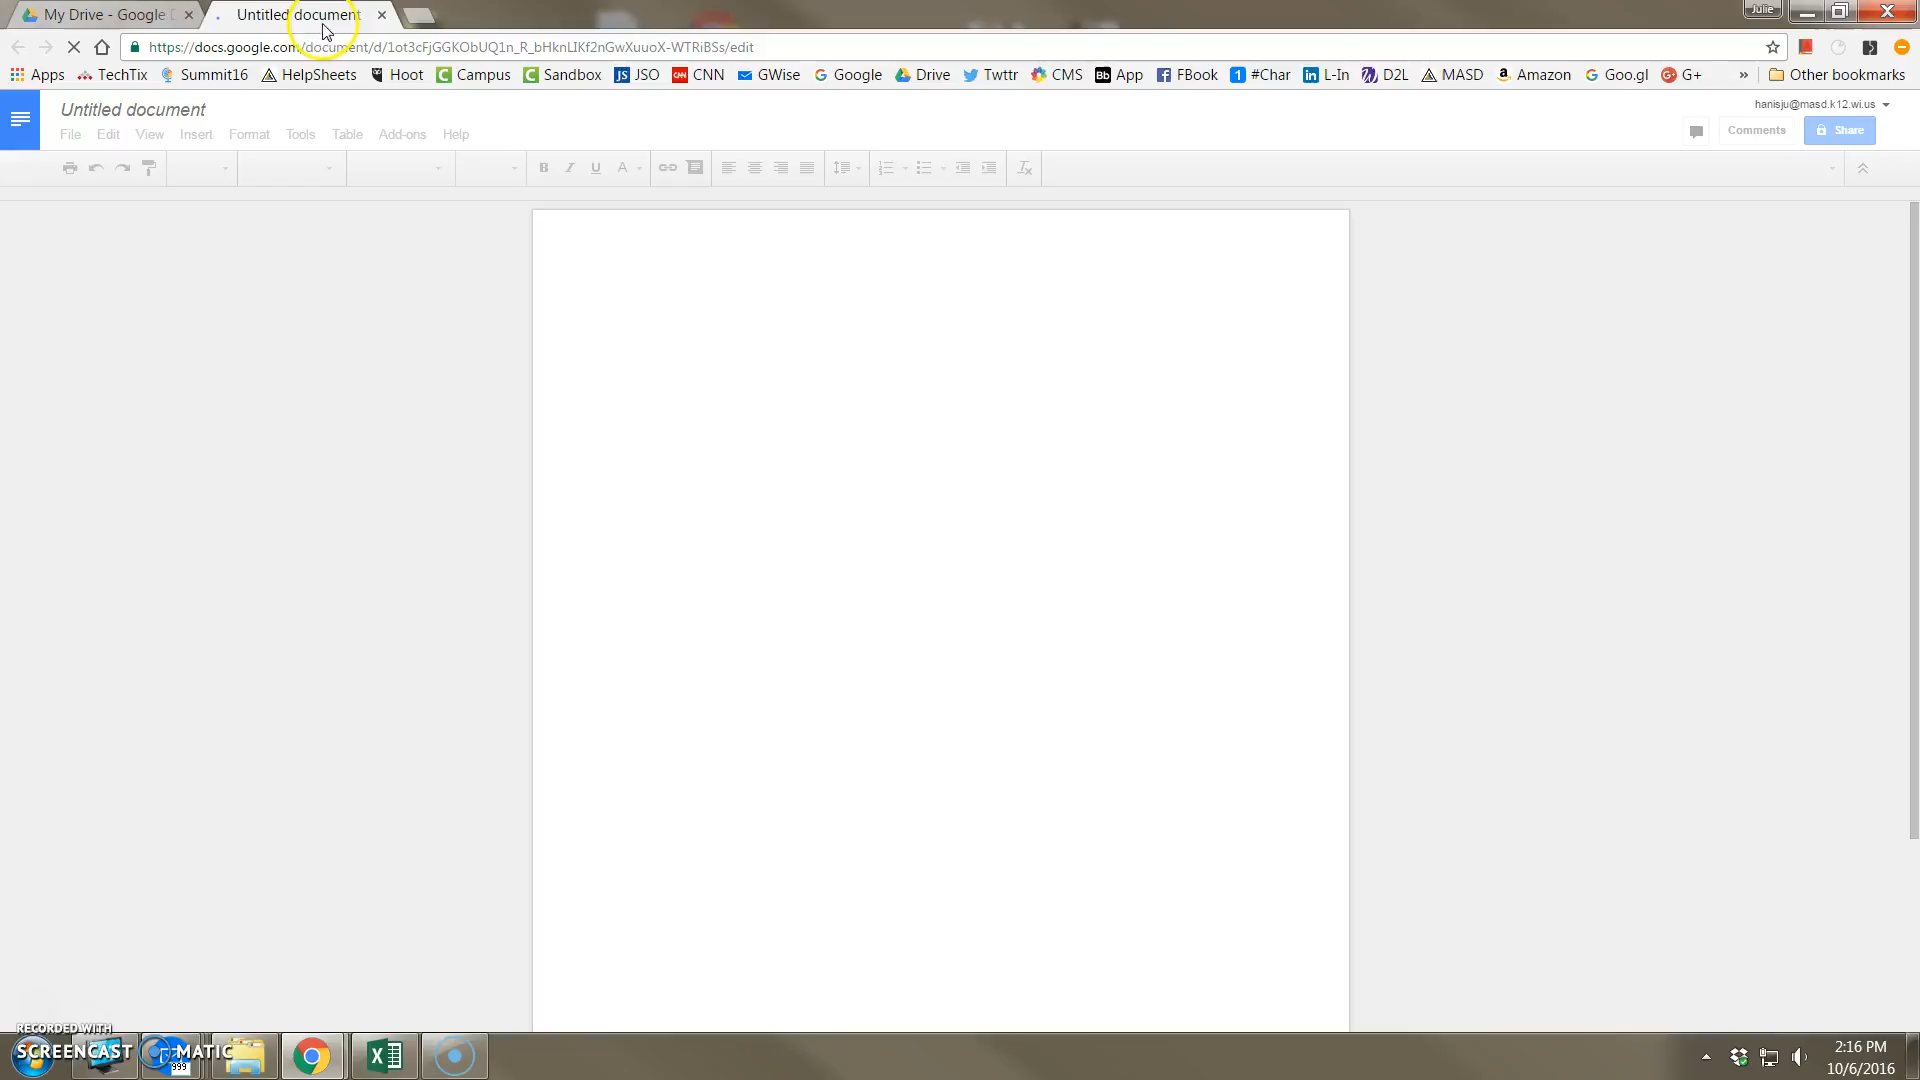 My Drive - Google D
Untitled document
Julie
https://docs.google.com/document/d/1ot3cFjGGKObUQ1n_R_bHknLIKf2nGwXuuoX-WTRiBSs/edit
Apps TechTix Summit16 HelpSheets Hoot Campus Sandbox JSO CNN GWise Google Drive Twttr CMS App FBook #Char L-In D2L MASD Amazon Goo.gl G+ » Other bookmarks
Untitled document
hanisju@masd.k12.wi.us
File Edit View Insert Format Tools Table Add-ons Help
Comments
Share
RECORDED WITH
SCREENCAST MATIC
999
2:16 PM
10/6/2016